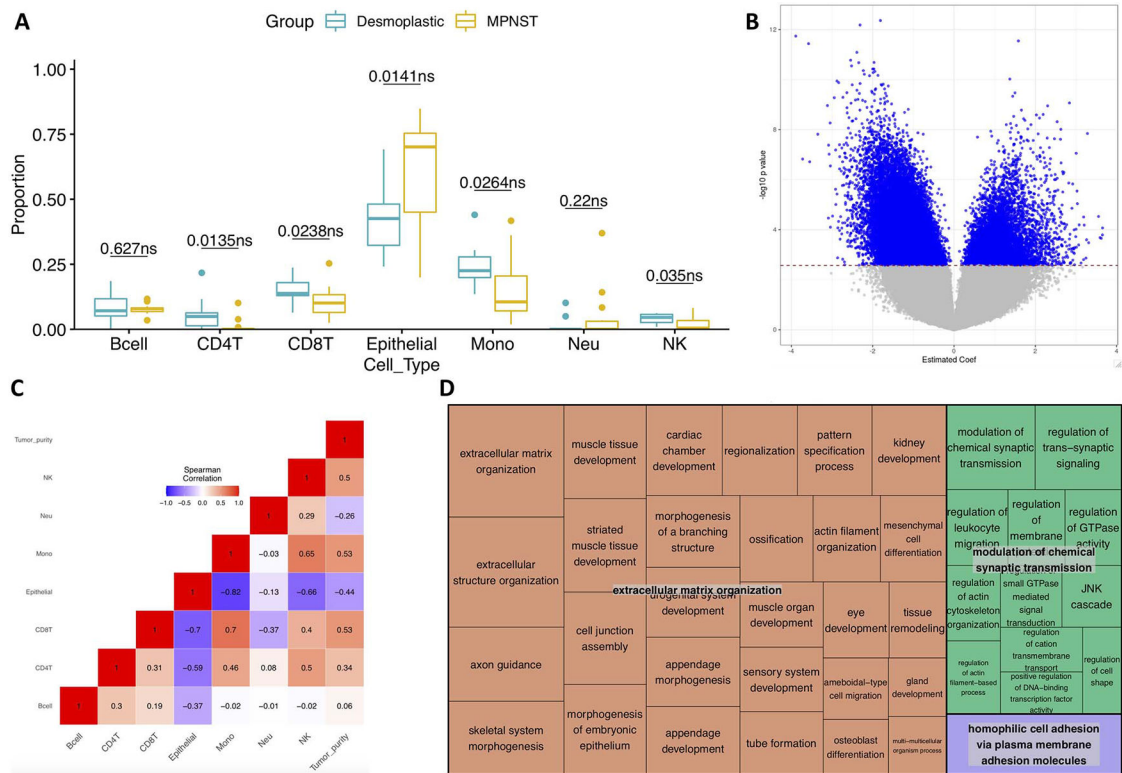 A
Group Desmoplastic MPNST
1.00
0.75
0.50
0.25
0.00
Proportion
0.627ns
0.0135ns
0.0238ns
0.0141ns
0.0264ns
0.22ns
0.035ns
Bcell CD4T CD8T Epithelial Mono Neu NK
Cell_Type
B
12
8
4
0
-log10 p value
-4 -2 0 2 4
Estimated Coef
C
Spearman
Correlation
-1.0 -0.5 0.0 0.5 1.0
Tumor_purity 1
NK 1 0.5
Neu 1 0.29 -0.26
Mono 1 -0.03 0.65 0.53
Epithelial 1 -0.82 -0.13 -0.66 -0.44
CD8T 1 -0.7 0.7 -0.37 0.4 0.53
CD4T 1 0.31 -0.59 0.46 0.08 0.5 0.34
Bcell 1 0.3 0.19 -0.37 -0.02 -0.01 -0.02 0.06
Bcell CD4T CD8T Epithelial Mono Neu NK Tumor_purity
D
extracellular matrix
organization
extracellular
structure organization
axon guidance
skeletal system
morphogenesis
muscle tissue
development
striated
muscle tissue
development
cell junction
assembly
morphogenesis
of embryonic
epithelium
cardiac
chamber
development
regionalization
pattern
specification
process
kidney
development
morphogenesis
of a branching
structure
ossification
actin filament
organization
mesenchymal
cell
differentiation
extracellular matrix organization
urogenital system
development
muscle organ
development
eye
development
tissue
remodeling
appendage
morphogenesis
sensory system
development
ameboidal-type
cell migration
gland
development
appendage
development
tube formation
osteoblast
differentiation
multi-multicellular
organism process
modulation of
chemical synaptic
transmission
regulation of
trans-synaptic
signaling
regulation of
leukocyte
migration
regulation
of
membrane
regulation
of GTPase
activity
modulation of chemical
synaptic transmission
regulation
of actin
cytoskeleton
organization
regulation of
small GTPase
mediated
signal
transduction
JNK
cascade
regulation
of actin
filament-based
process
regulation
of cation
transmembrane
transport
positive regulation
of DNA-binding
transcription factor
activity
regulation
of cell
shape
homophilic cell adhesion
via plasma membrane
adhesion molecules